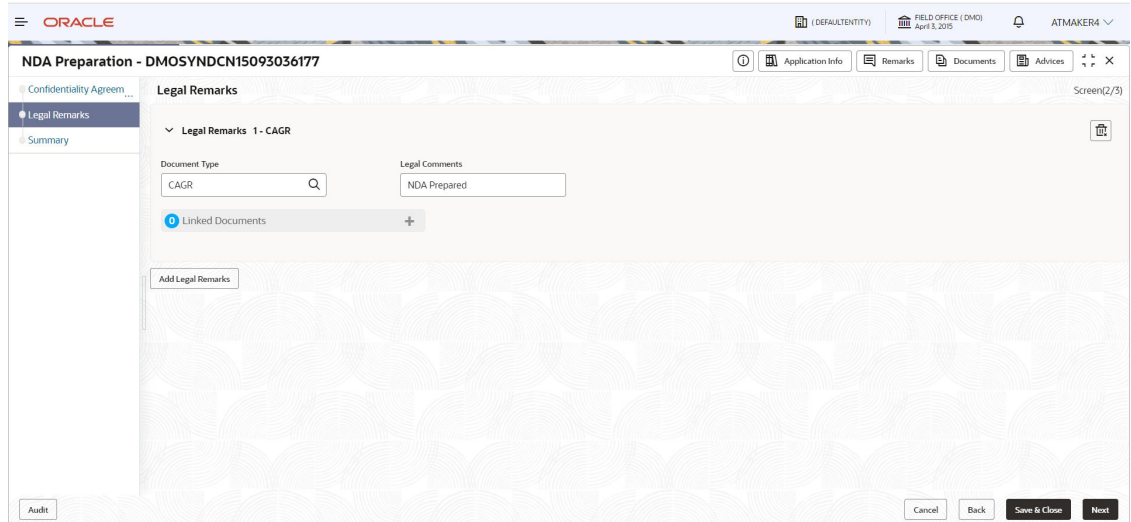 ORACLE
( DEFAULTENTITY)
FIELD OFFICE ( DMO)
April 3, 2015
ATMAKER4
NDA Preparation - DMOSYNDCN15093036177
Application Info
Remarks
Documents
Advices
Confidentiality Agreem...
Legal Remarks
Summary
Legal Remarks
Screen(2/3)
Legal Remarks 1 - CAGR
Document Type
Legal Comments
CAGR
NDA Prepared
0 Linked Documents
Add Legal Remarks
Audit
Cancel
Back
Save & Close
Next